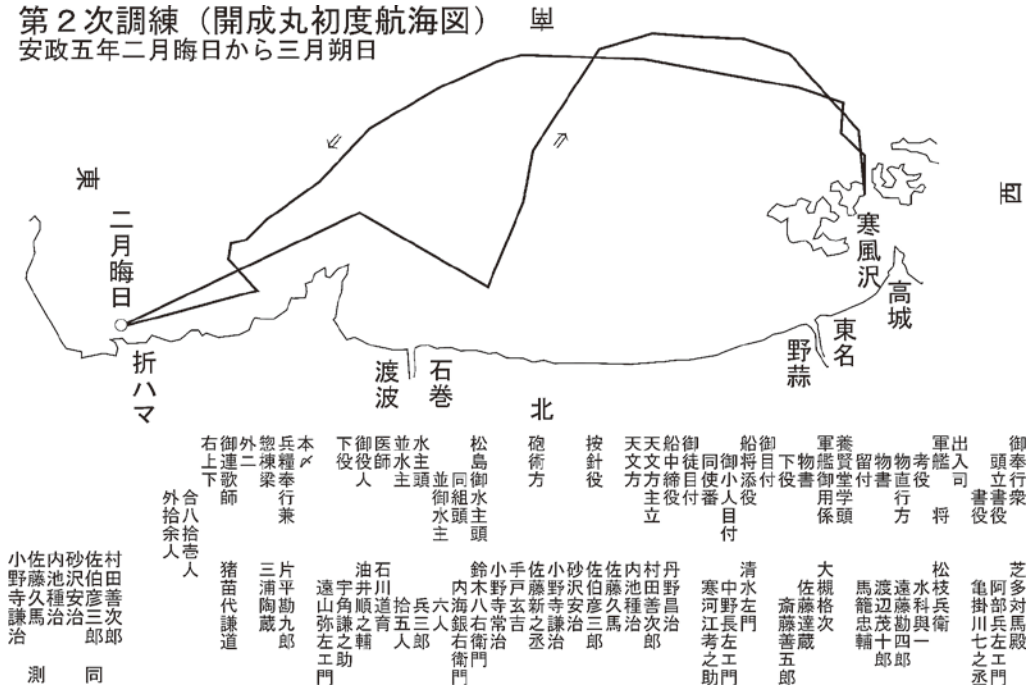 第2次調練（開成丸初度航海図）
安政五年二月晦日から三月朔日
南
東
西
北
二月晦日
折ハマ
渡波
石巻
野蒜
東名
高城
寒風沢
御奉行衆　芝多対馬殿
頭立書役　阿部兵左エ門
書役　亀掛川七之丞
出入司
軍艦　将　松枝兵衛
考役　水科與一
物直行方　遠藤勘四郎
物書　渡辺茂十郎
留付　馬籠忠輔
養賢堂学頭
軍艦御用係　大槻格次
物書　佐藤達蔵
下役　斎藤善五郎
御目付
船将添役　清水左門
御小人目付　中野長左エ門
同使番　寒河江考之助
御徒目付
船中締役　丹野昌治
天文方主立　村田善次郎
天文方　内池種治
佐藤久馬
按針役　佐伯彦三郎
砂沢安治
小野寺謙治
砲術方　佐藤新之丞
手戸玄吉
小野寺常治
松島御水主頭　鈴木八右衛門
同組頭　内海銀右衛門
並御水主　六人
水主頭　兵三郎
並水主　拾五人
医師　石川道育
御役人　油井順之輔
下役　宇角謙之助
遠山弥左エ門
本〆
兵糧奉行兼　片平勘九郎
惣棟梁　三浦陶蔵
外二
御連歌師　猪苗代謙道
右上下
合八拾壱人
外拾余人
村田善次郎
佐伯彦三郎　同
砂沢安治
内池種治
佐藤久馬　測
小野寺謙治